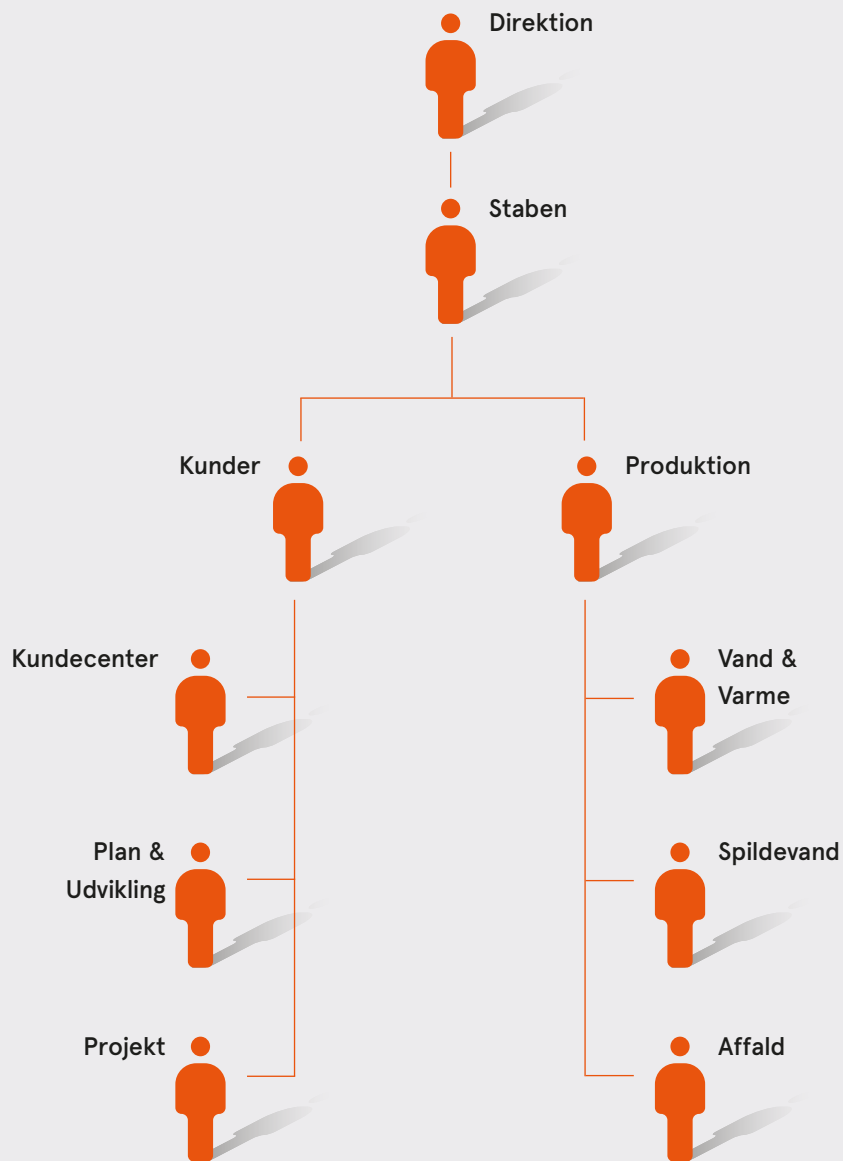 Direktion
Staben
Kunder
Produktion
Kundecenter
Vand &
Varme
Plan &
Udvikling
Spildevand
Projekt
Affald